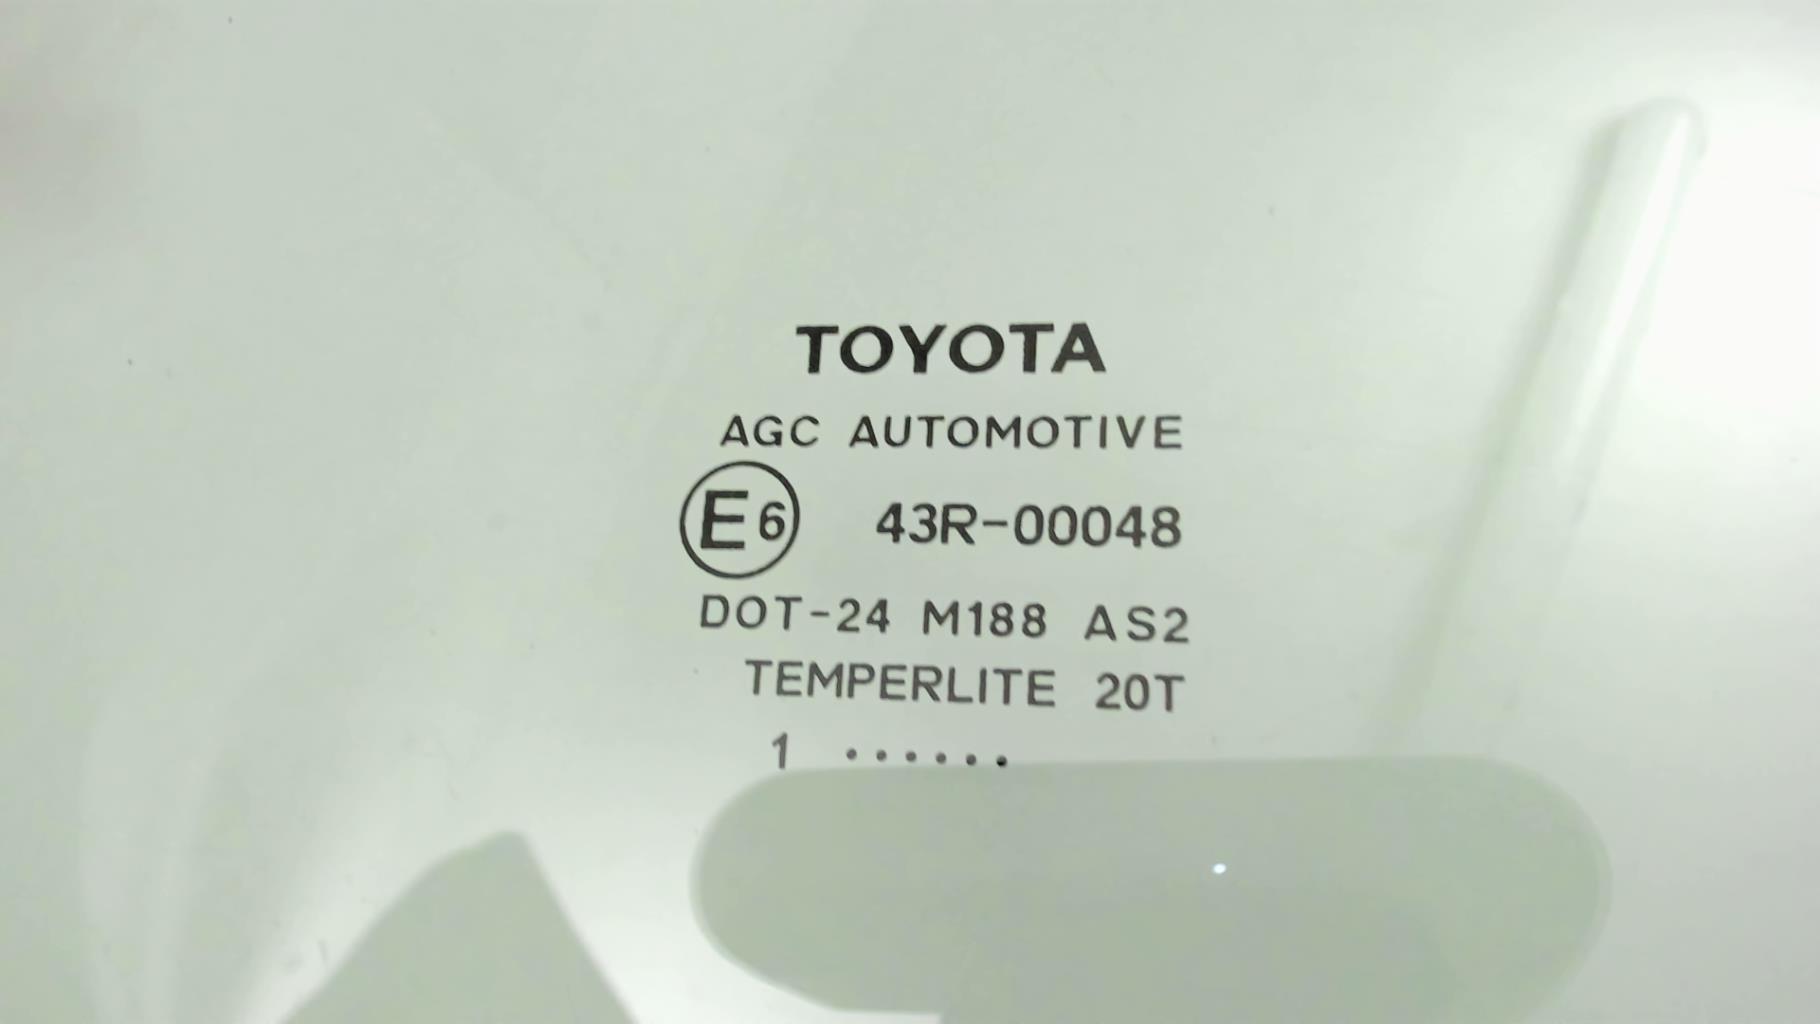 TOYOTA
AGC AUTOMOTIVE
E6 43R-00048
DOT-24 M188 AS2
TEMPERLITE 20T
1 ......